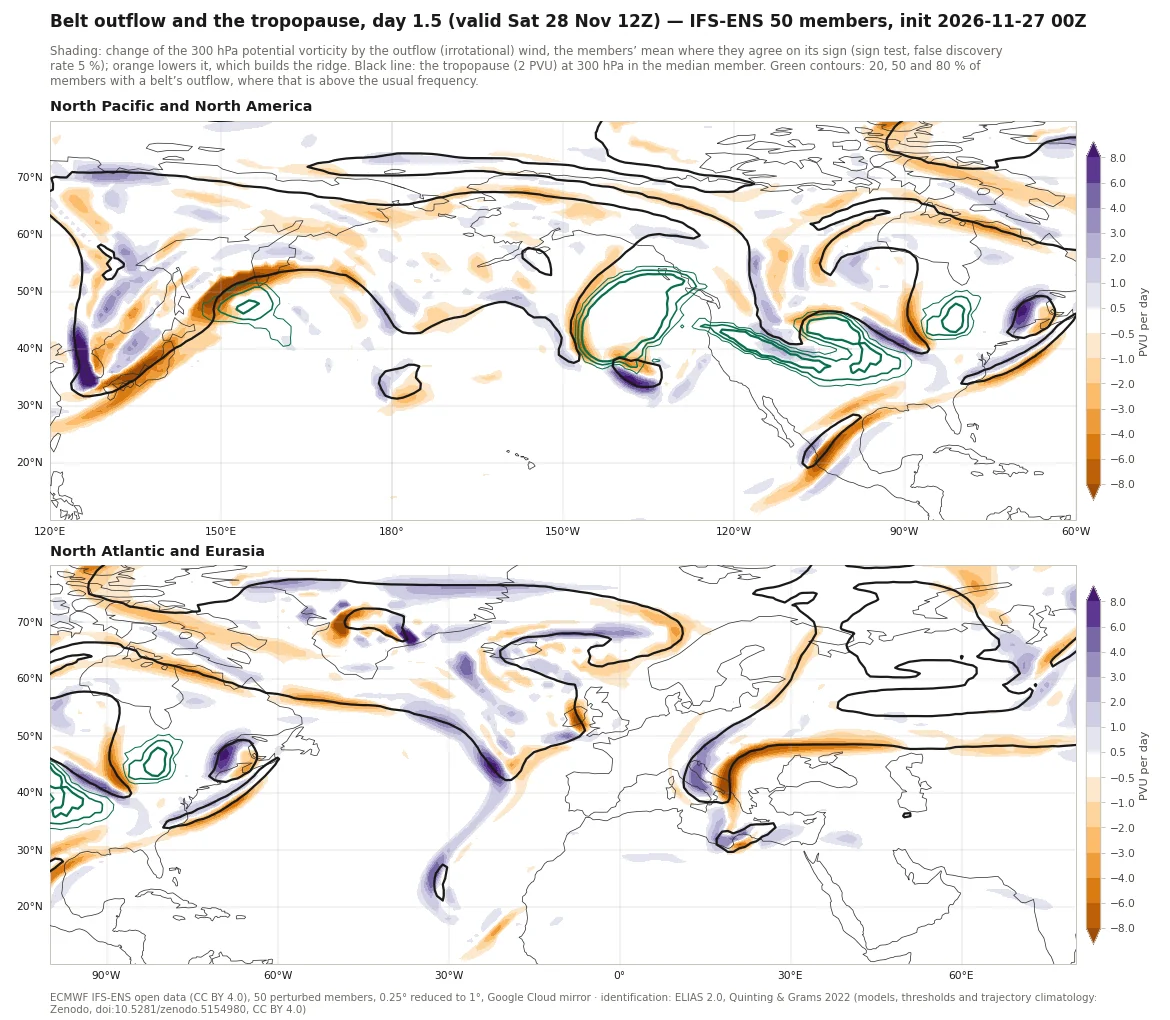 Belt outflow and the tropopause, day 1.5 (valid Sat 28 Nov 12Z) — IFS-ENS 50 members, init 2026-11-27 00Z
Shading: change of the 300 hPa potential vorticity by the outflow (irrotational) wind, the members’ mean where they agree on its sign (sign test, false discovery
rate 5 %); orange lowers it, which builds the ridge. Black line: the tropopause (2 PVU) at 300 hPa in the median member. Green contours: 20, 50 and 80 % of
members with a belt’s outflow, where that is above the usual frequency.
North Pacific and North America
70°N
60°N
50°N
40°N
30°N
20°N
120°E
150°E
180°
150°W
120°W
90°W
60°W
8.0
6.0
4.0
3.0
2.0
1.0
0.5
−0.5
−1.0
−2.0
−3.0
−4.0
−6.0
−8.0
PVU per day
North Atlantic and Eurasia
70°N
60°N
50°N
40°N
30°N
20°N
90°W
60°W
30°W
0°
30°E
60°E
8.0
6.0
4.0
3.0
2.0
1.0
0.5
−0.5
−1.0
−2.0
−3.0
−4.0
−6.0
−8.0
PVU per day
ECMWF IFS-ENS open data (CC BY 4.0), 50 perturbed members, 0.25° reduced to 1°, Google Cloud mirror · identification: ELIAS 2.0, Quinting & Grams 2022 (models, thresholds and trajectory climatology:
Zenodo, doi:10.5281/zenodo.5154980, CC BY 4.0)